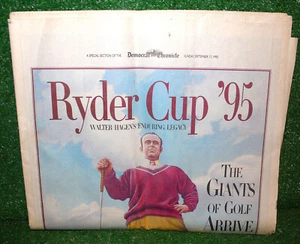 A SPECIAL SECTION OF THE Democrat and Chronicle SUNDAY SEPTEMBER 17, 1995
Ryder Cup '95
WALTER HAGEN'S ENDURING LEGACY
THE
GIANTS
OF GOLF
ARRIVE